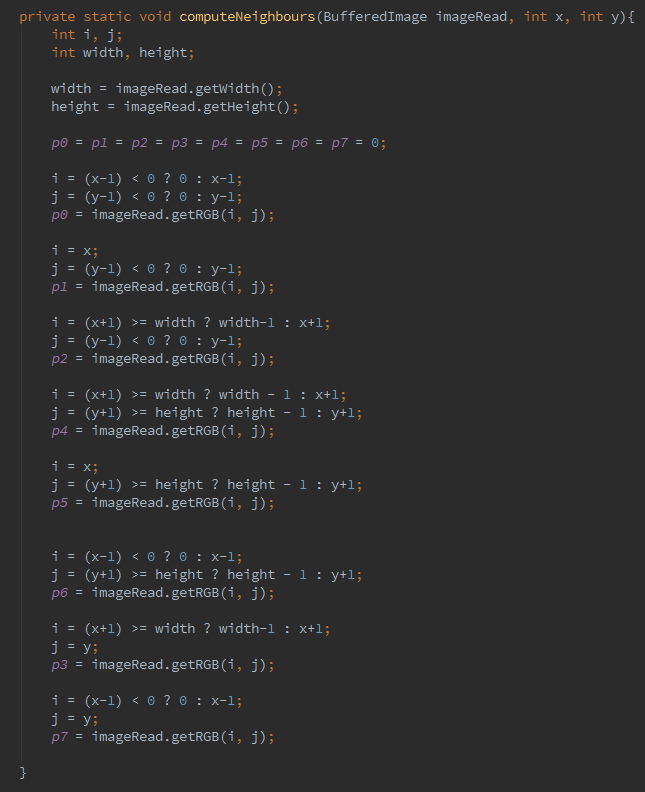 private static void computeNeighbours(BufferedImage imageRead, int x, int y){
    int i, j;
    int width, height;

    width = imageRead.getWidth();
    height = imageRead.getHeight();

    p0 = p1 = p2 = p3 = p4 = p5 = p6 = p7 = 0;

    i = (x-1) < 0 ? 0 : x-1;
    j = (y-1) < 0 ? 0 : y-1;
    p0 = imageRead.getRGB(i, j);

    i = x;
    j = (y-1) < 0 ? 0 : y-1;
    p1 = imageRead.getRGB(i, j);

    i = (x+1) >= width ? width-1 : x+1;
    j = (y-1) < 0 ? 0 : y-1;
    p2 = imageRead.getRGB(i, j);

    i = (x+1) >= width ? width - 1 : x+1;
    j = (y+1) >= height ? height - 1 : y+1;
    p4 = imageRead.getRGB(i, j);

    i = x;
    j = (y+1) >= height ? height - 1 : y+1;
    p5 = imageRead.getRGB(i, j);


    i = (x-1) < 0 ? 0 : x-1;
    j = (y+1) >= height ? height - 1 : y+1;
    p6 = imageRead.getRGB(i, j);

    i = (x+1) >= width ? width-1 : x+1;
    j = y;
    p3 = imageRead.getRGB(i, j);

    i = (x-1) < 0 ? 0 : x-1;
    j = y;
    p7 = imageRead.getRGB(i, j);

}